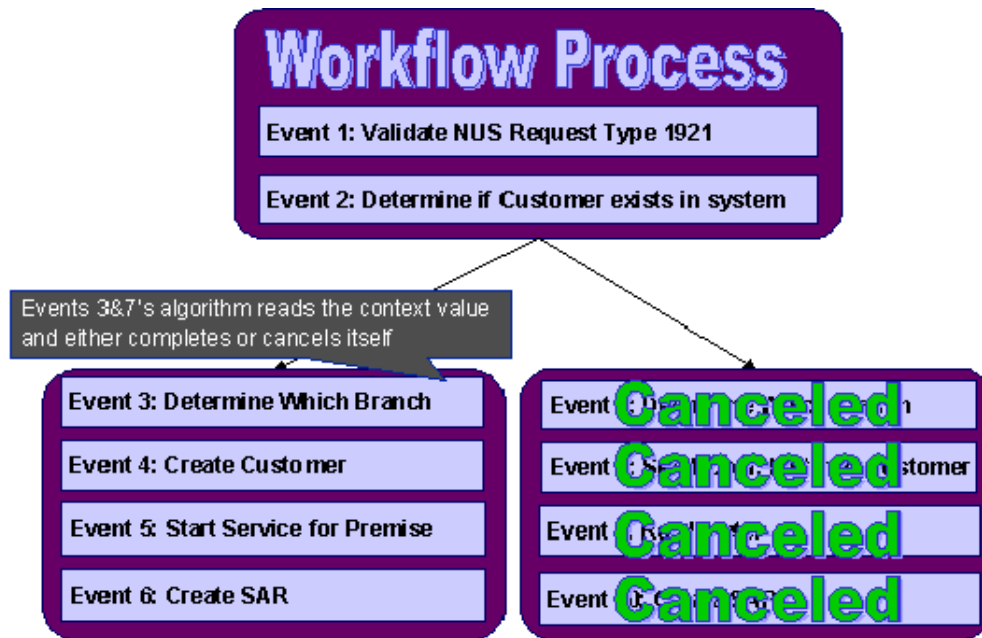 Workflow Process
Event 1: Validate NUS Request Type 1921
Event 2: Determine if Customer exists in system
Events 3&7's algorithm reads the context value
and either completes or cancels itself
Event 3: Determine Which Branch
Event 4: Create Customer
Event 5: Start Service for Premise
Event 6: Create SAR
Event
Canceled
Event
Canceled
Event
Canceled
Event
Canceled